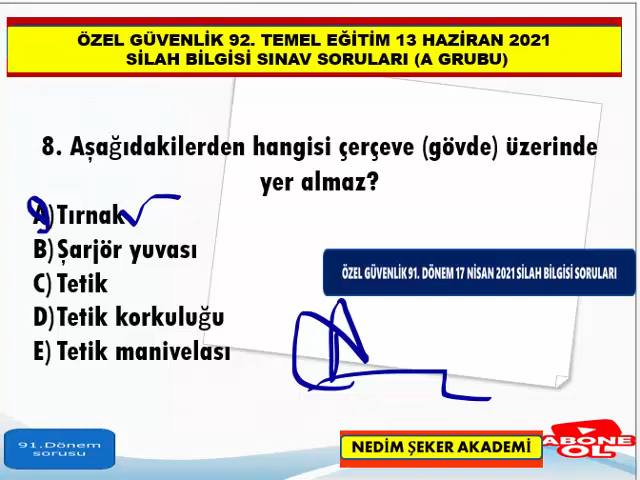 ÖZEL GÜVENLİK 92. TEMEL EĞİTİM 13 HAZİRAN 2021
SİLAH BİLGİSİ SINAV SORULARI (A GRUBU)
8. Aşağıdakilerden hangisi çerçeve (gövde) üzerinde
yer almaz?
A) Tırnak
B) Şarjör yuvası
C) Tetik
D) Tetik korkuluğu
E) Tetik manivelası
ÖZEL GÜVENLİK 91. DÖNEM 17 NİSAN 2021 SİLAH BİLGİSİ SORULARI
91.Dönem
sorusu
NEDİM ŞEKER AKADEMİ
ABONE
OL